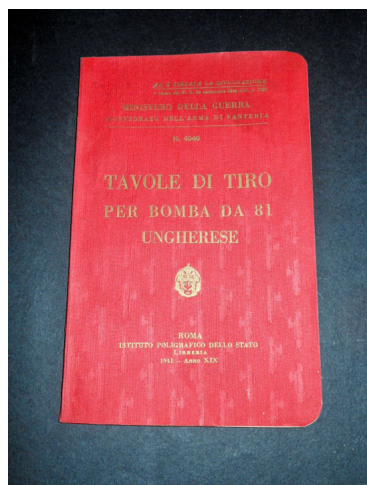 MINISTERO DELLA GUERRA
ISPETTORATO DELL'ARMA DI FANTERIA
N. 4040
TAVOLE DI TIRO
PER BOMBA DA 81
UNGHERESE
ROMA
ISTITUTO POLIGRAFICO DELLO STATO
LIBRERIA
1941 - ANNO XIX